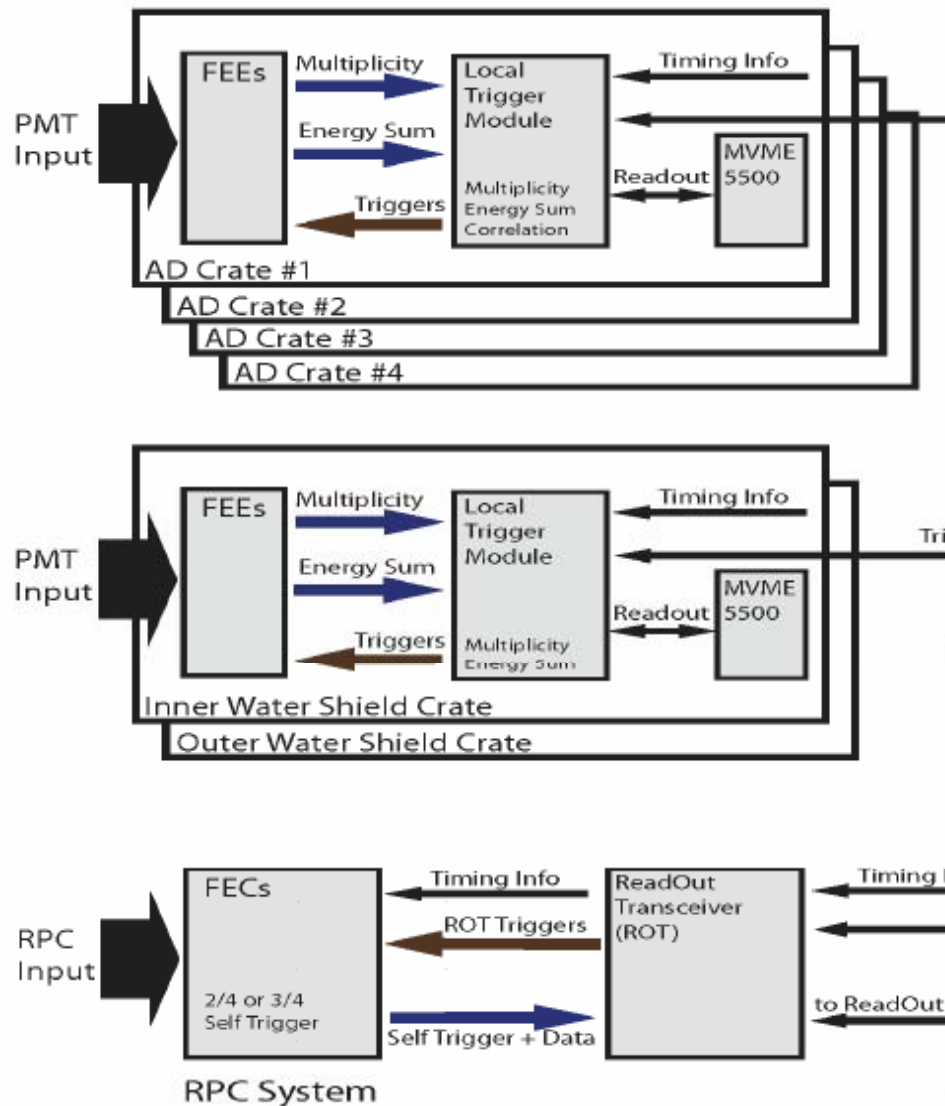 PMT
Input
FEEs
Multiplicity
Energy Sum
Triggers
Local
Trigger
Module
Multiplicity
Energy Sum
Correlation
Timing Info
Readout
MVME
5500
AD Crate #1
AD Crate #2
AD Crate #3
AD Crate #4
PMT
Input
FEEs
Multiplicity
Energy Sum
Triggers
Local
Trigger
Module
Multiplicity
Energy Sum
Timing Info
Tri
Readout
MVME
5500
Inner Water Shield Crate
Outer Water Shield Crate
RPC
Input
FECs
2/4 or 3/4
Self Trigger
Timing Info
ROT Triggers
Self Trigger + Data
ReadOut
Transceiver
(ROT)
Timing
to ReadOut
RPC System